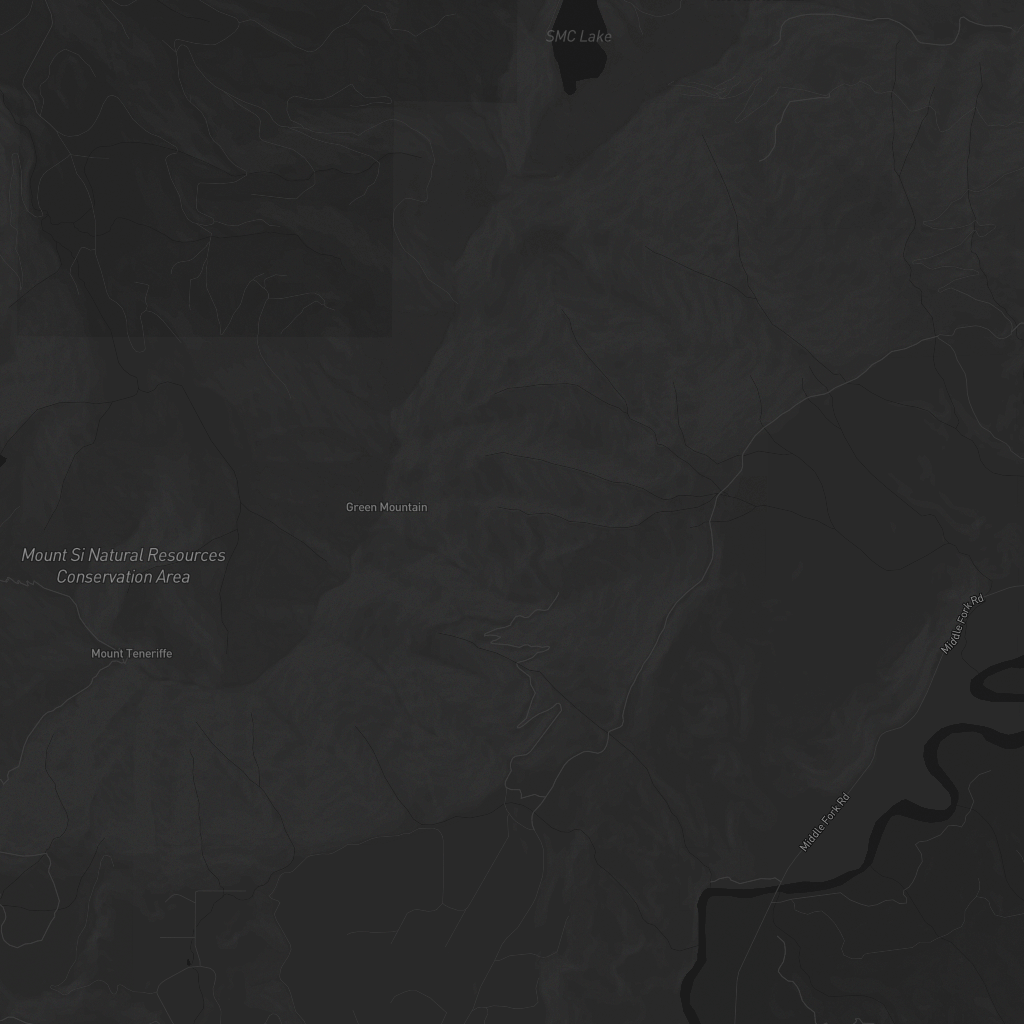 SMC Lake
Green Mountain
Mount Si Natural Resources
Conservation Area
Middle Fork Rd
Mount Teneriffe
Middle Fork Rd